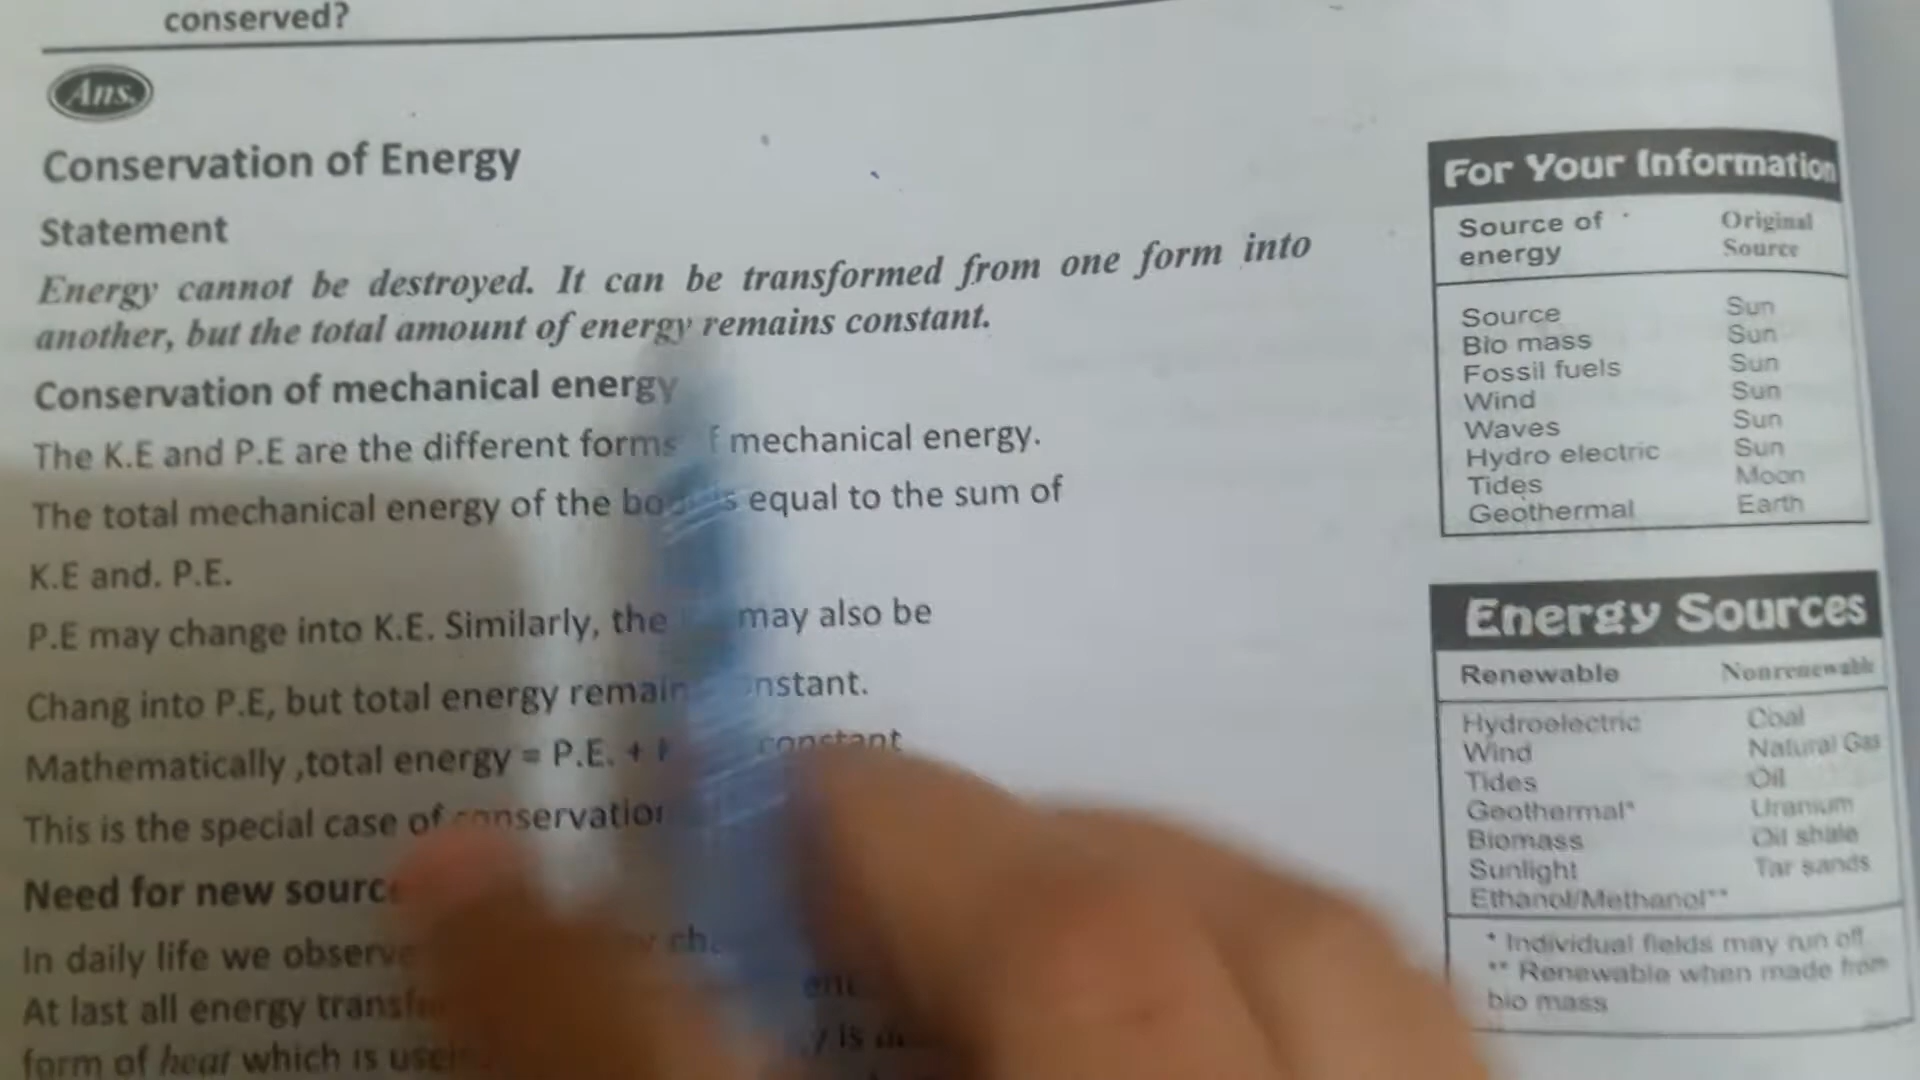 conserved?
Ans.
Conservation of Energy
Statement
Energy cannot be destroyed. It can be transformed from one form into
another, but the total amount of energy remains constant.
Conservation of mechanical energy
The K.E and P.E are the different forms mechanical energy.
The total mechanical energy of the equal to the sum of
K.E and. P.E.
P.E may change into K.E. Similarly, the may also be
Chang into P.E, but total energy
Mathematically ,total energy = P.E. + constant
This is the special case of
Need for new
In daily life we
At last all energy
form of heat which is
For Your Information
Source of energy Original Source
Source Sun
Bio mass Sun
Fossil fuels Sun
Wind Sun
Waves Sun
Hydro electric Sun
Tides Moon
Geothermal Earth
Energy Sources
Renewable Nonrenewable
Hydroelectric Coal
Wind Natural Gas
Tides Oil
Geothermal* Uranium
Biomass Oil shale
Sunlight Tar sands
Ethanol/Methanol**
* Individual fields may run off
** Renewable when made from
bio mass